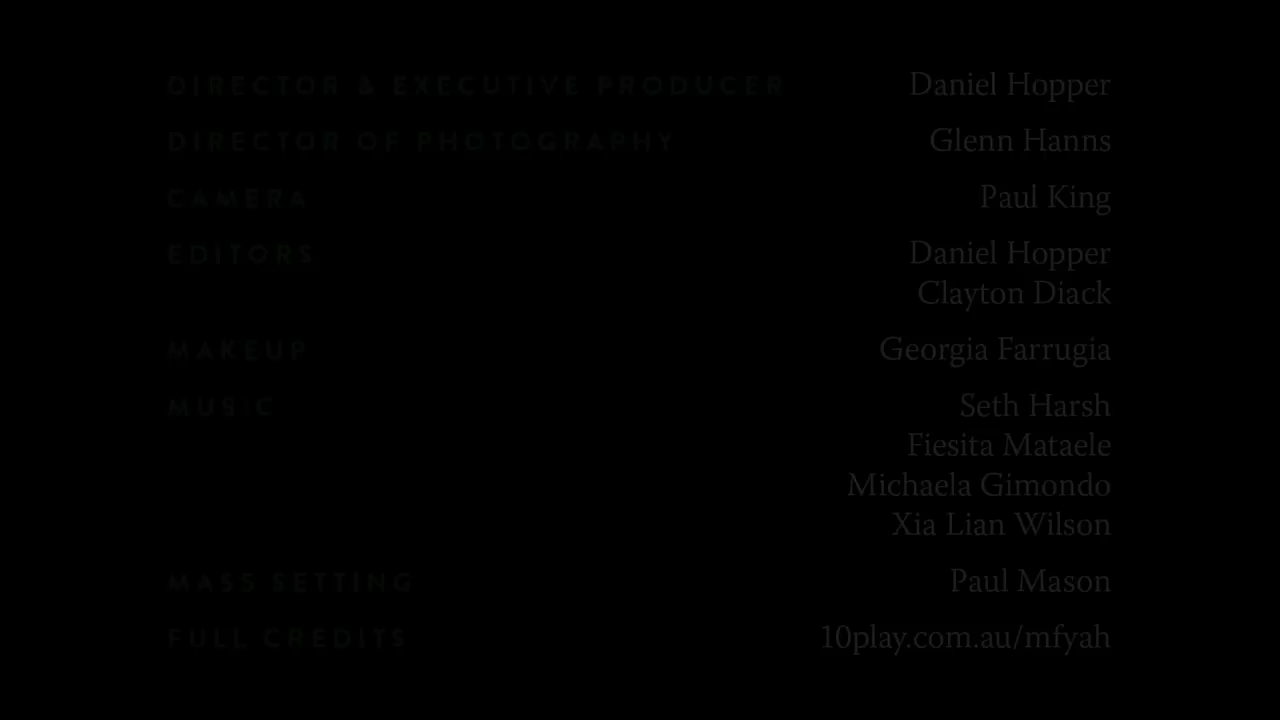 DIRECTOR & EXECUTIVE PRODUCER Daniel Hopper
DIRECTOR OF PHOTOGRAPHY Glenn Hanns
CAMERA Paul King
EDITORS Daniel Hopper
Clayton Diack
MAKEUP Georgia Farrugia
MUSIC Seth Harsh
Fiesita Mataele
Michaela Gimondo
Xia Lian Wilson
MASS SETTING Paul Mason
FULL CREDITS 10play.com.au/mfyah